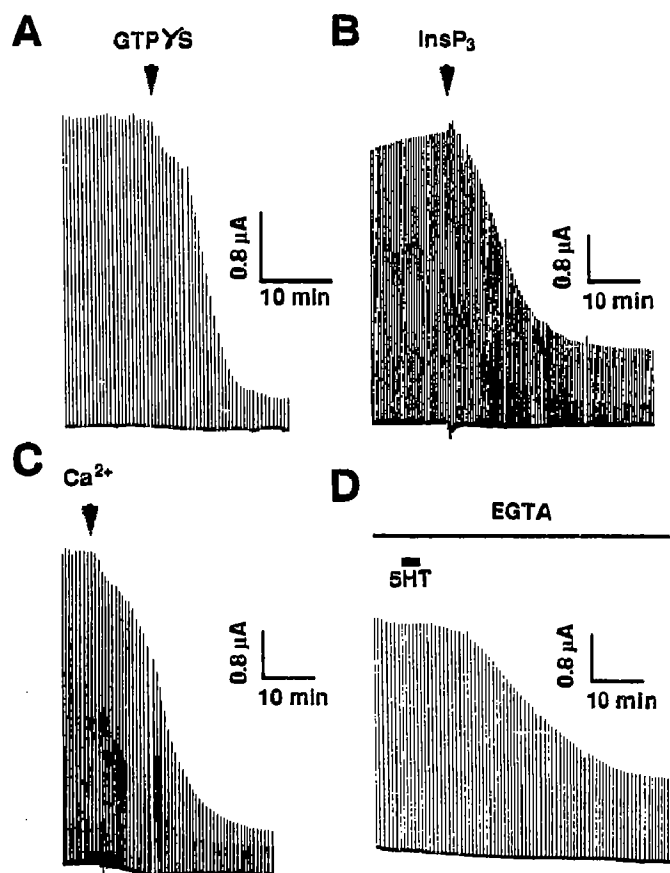 A
GTPγS
0.8 μA
10 min
B
InsP₃
0.8 μA
10 min
C
Ca²⁺
0.8 μA
10 min
D
EGTA
5HT
0.8 μA
10 min